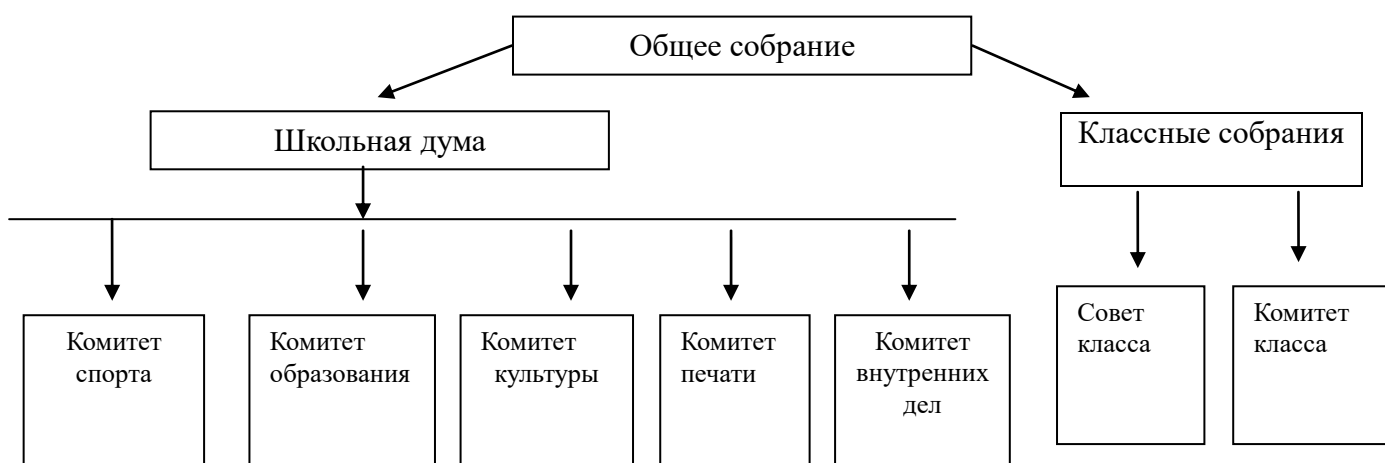 Общее собрание
Школьная дума
Классные собрания
Комитет
спорта
Комитет
образования
Комитет
культуры
Комитет
печати
Комитет
внутренних
дел
Совет
класса
Комитет
класса